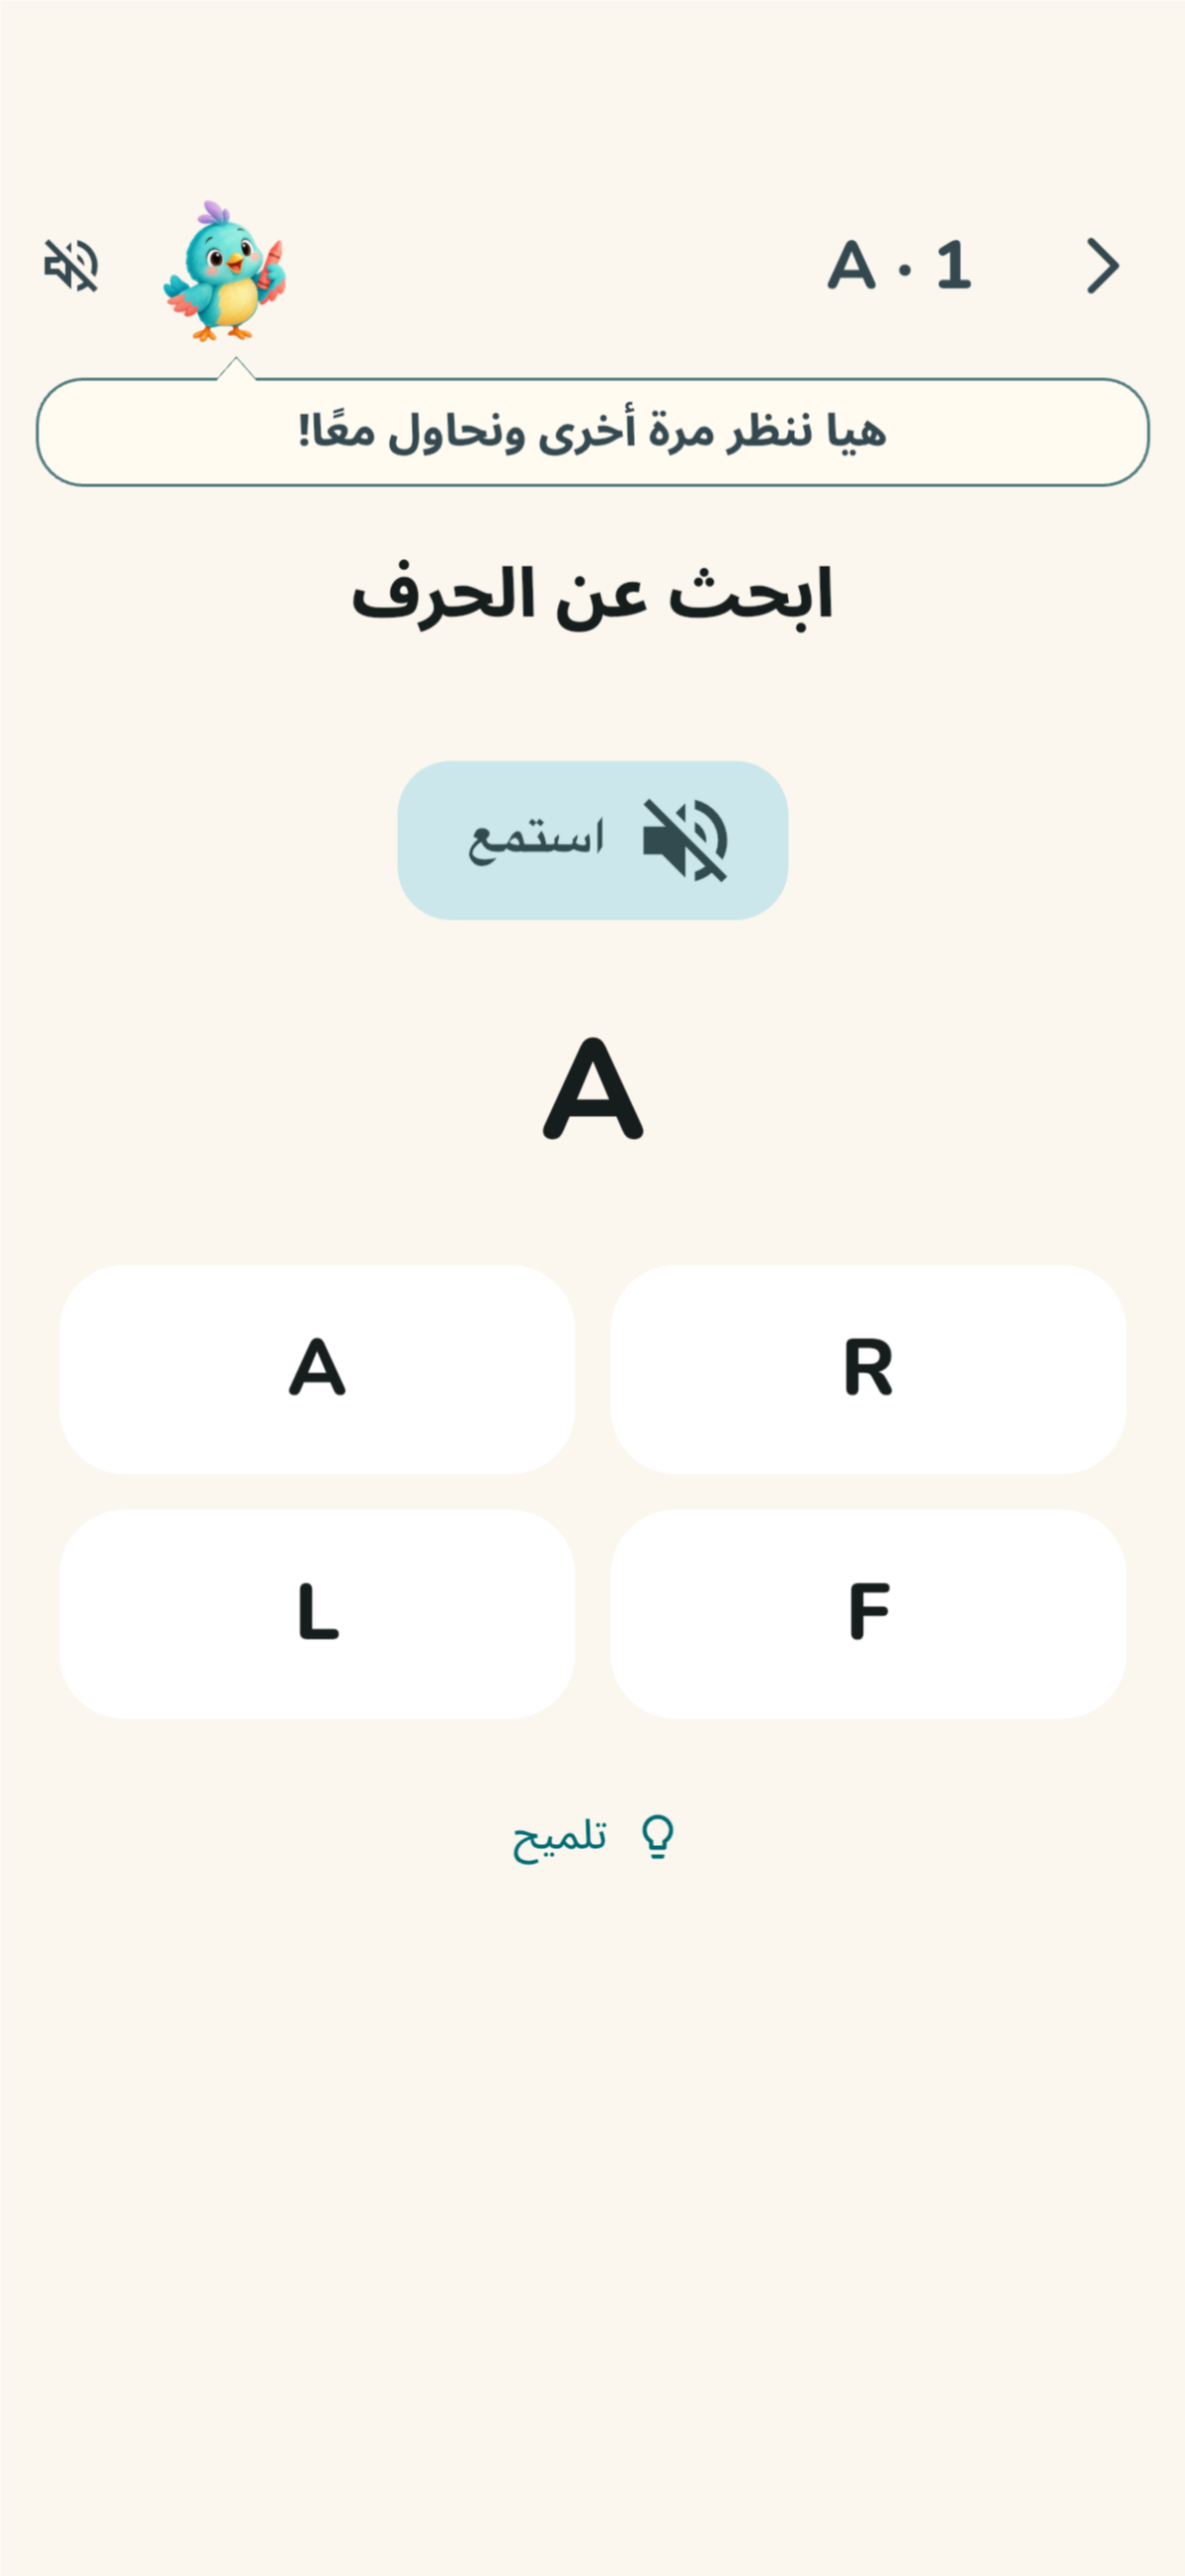 A · 1
هيا ننظر مرة أخرى ونحاول معًا!
ابحث عن الحرف
استمع
A
A R
L F
تلميح